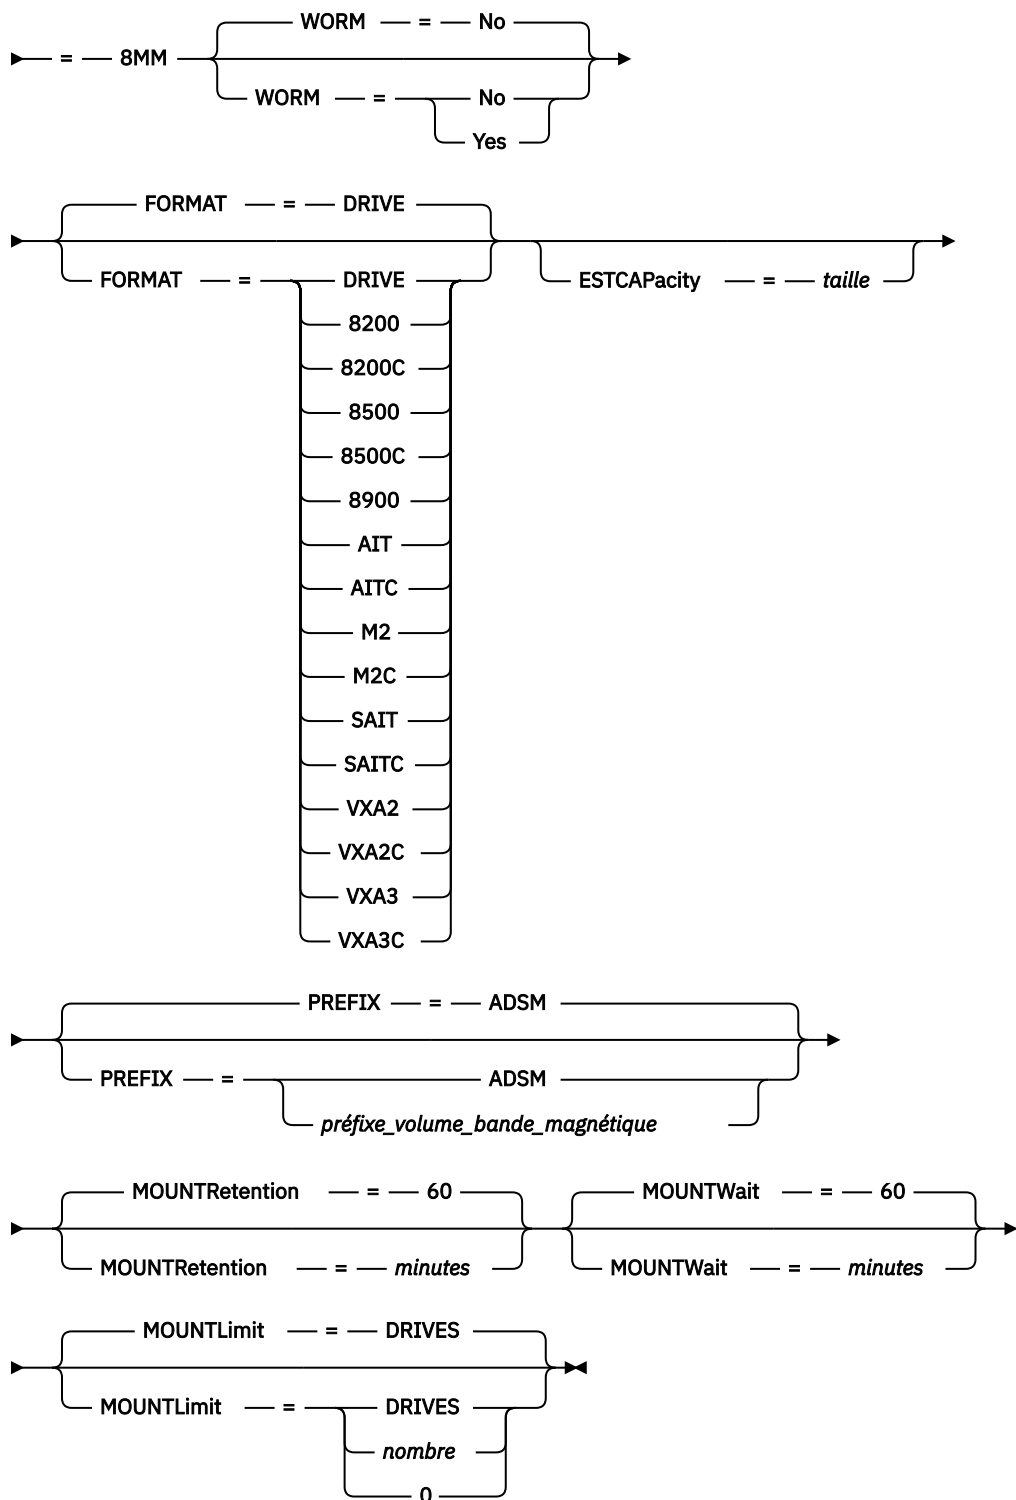 WORM = No
= 8MM
WORM = No
Yes
FORMAT = DRIVE
FORMAT = DRIVE ESTCAPacity = taille
8200
8200C
8500
8500C
8900
AIT
AITC
M2
M2C
SAIT
SAITC
VXA2
VXA2C
VXA3
VXA3C
PREFIX = ADSM
PREFIX = ADSM
préfixe_volume_bande_magnétique
MOUNTRetention = 60 MOUNTWait = 60
MOUNTRetention = minutes MOUNTWait = minutes
MOUNTLimit = DRIVES
MOUNTLimit = DRIVES
nombre
0